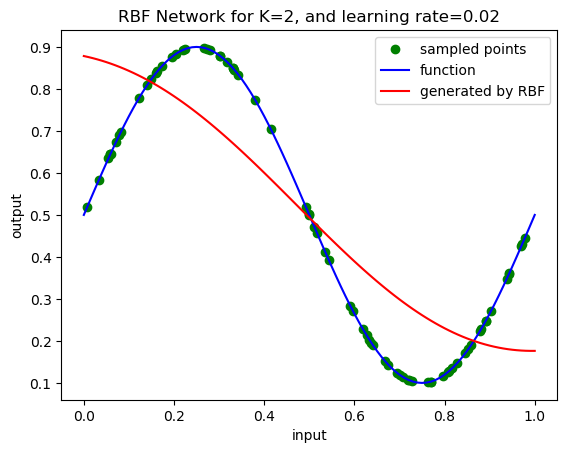 RBF Network for K=2, and learning rate=0.02
sampled points
function
generated by RBF
output
0.9
0.8
0.7
0.6
0.5
0.4
0.3
0.2
0.1
0.0 0.2 0.4 0.6 0.8 1.0
input